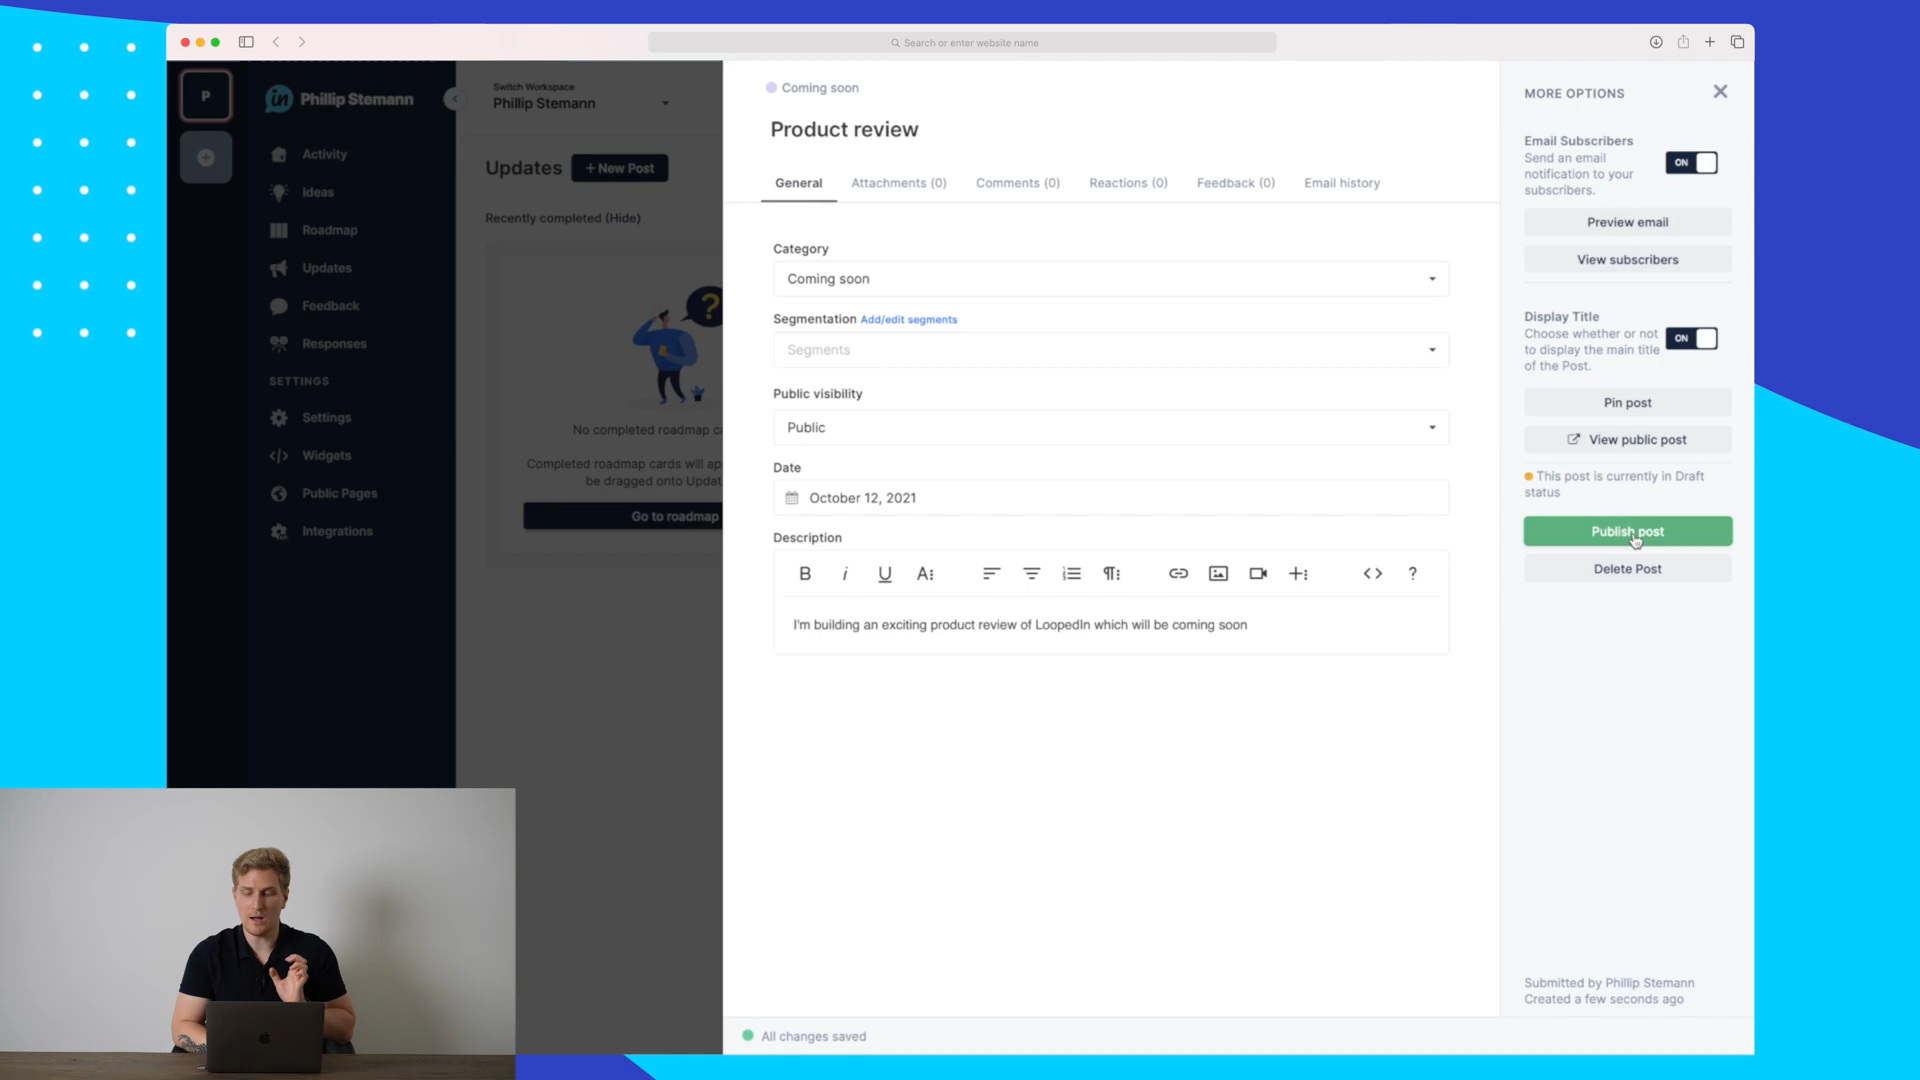 Search or enter website name
P
in Phillip Stemann
Activity
Ideas
Roadmap
Updates
Feedback
Responses
SETTINGS
Settings
Widgets
Public Pages
Integrations
Switch Workspace
Phillip Stemann
Updates
+ New Post
Recently completed (Hide)
?
No completed roadmap ca
Completed roadmap cards will ap
be dragged onto Updat
Go to roadmap
Coming soon
Product review
General
Attachments (0)
Comments (0)
Reactions (0)
Feedback (0)
Email history
Category
Coming soon
Segmentation Add/edit segments
Segments
Public visibility
Public
Date
October 12, 2021
Description
B i U A
?
I'm building an exciting product review of LoopedIn which will be coming soon
All changes saved
MORE OPTIONS
Email Subscribers
Send an email
notification to your
subscribers.
ON
Preview email
View subscribers
Display Title
Choose whether or not
to display the main title
of the Post.
ON
Pin post
View public post
This post is currently in Draft
status
Publish post
Delete Post
Submitted by Phillip Stemann
Created a few seconds ago